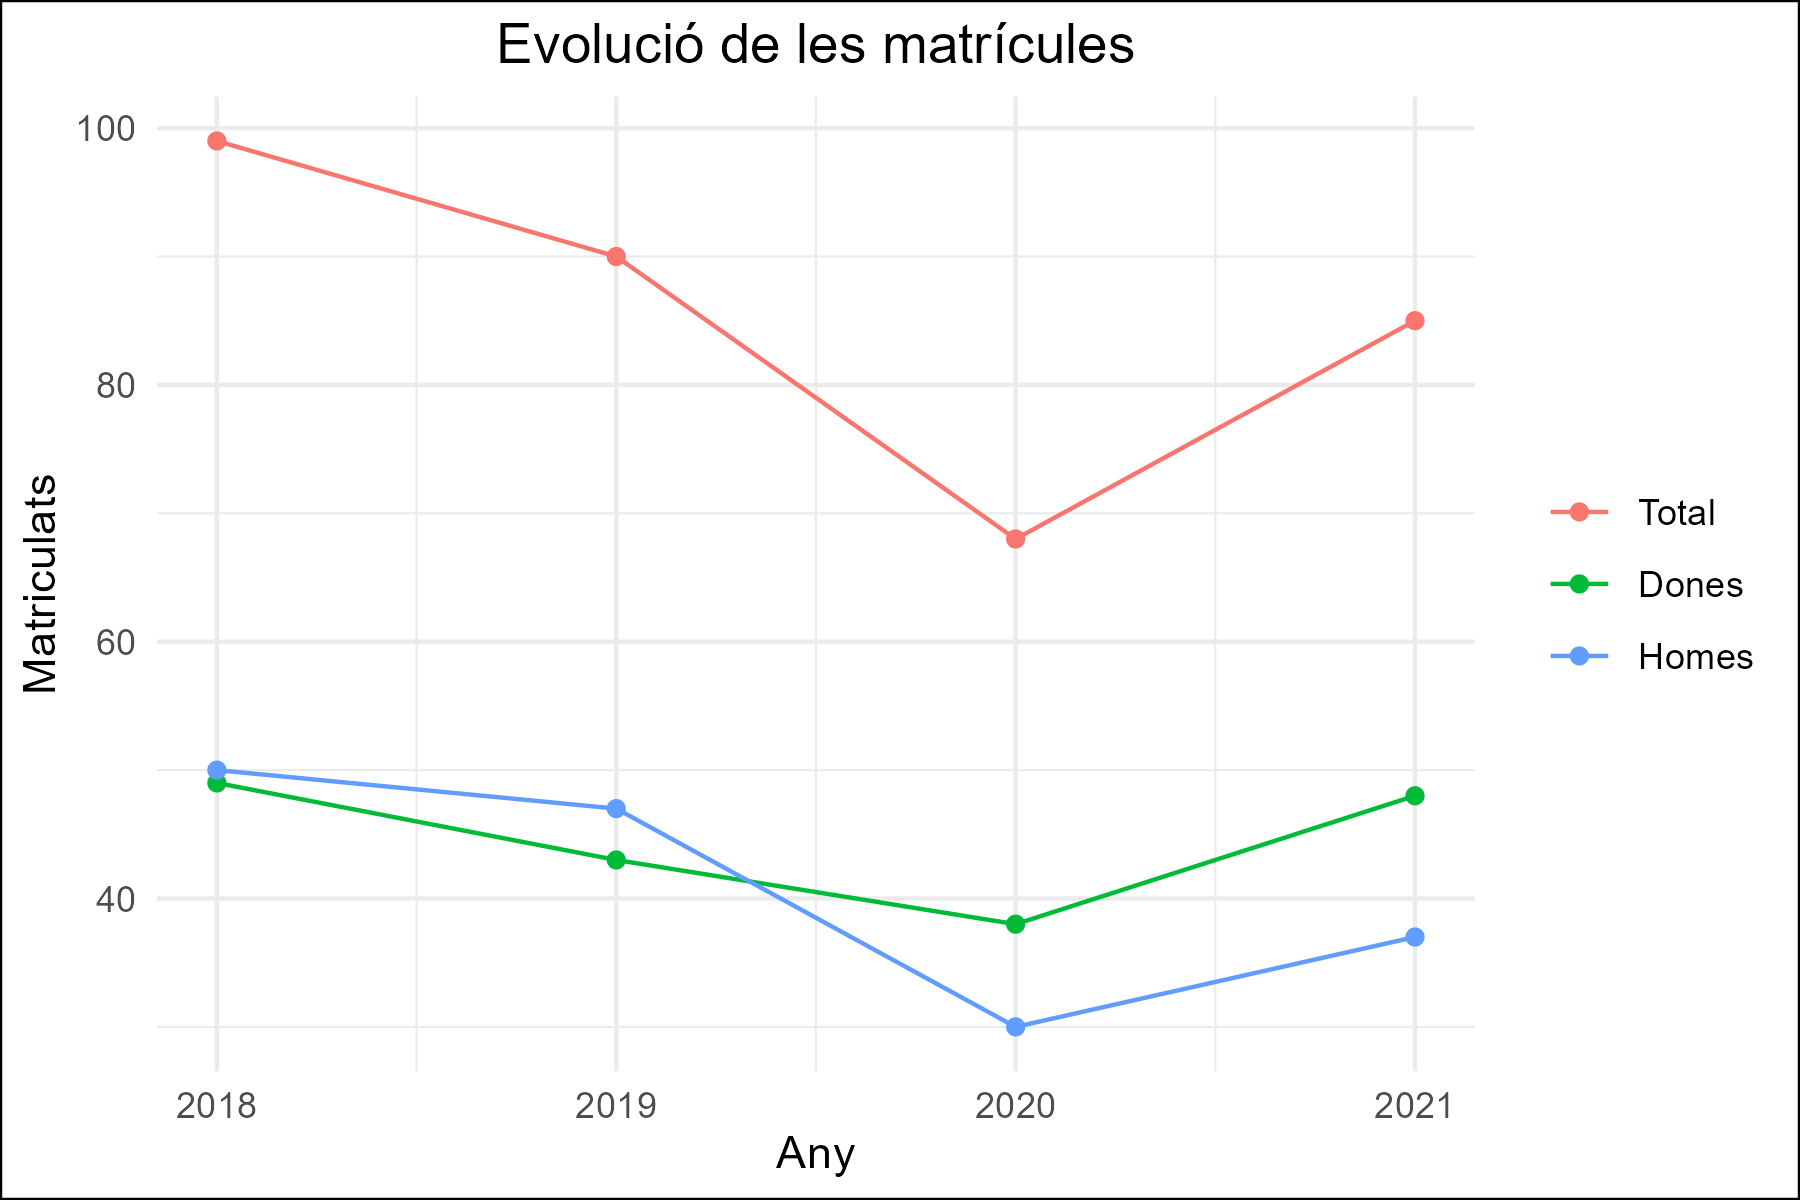 Evolució de les matrícules
100
80
60
40
Matriculats
2018
2019
2020
2021
Any
Total
Dones
Homes